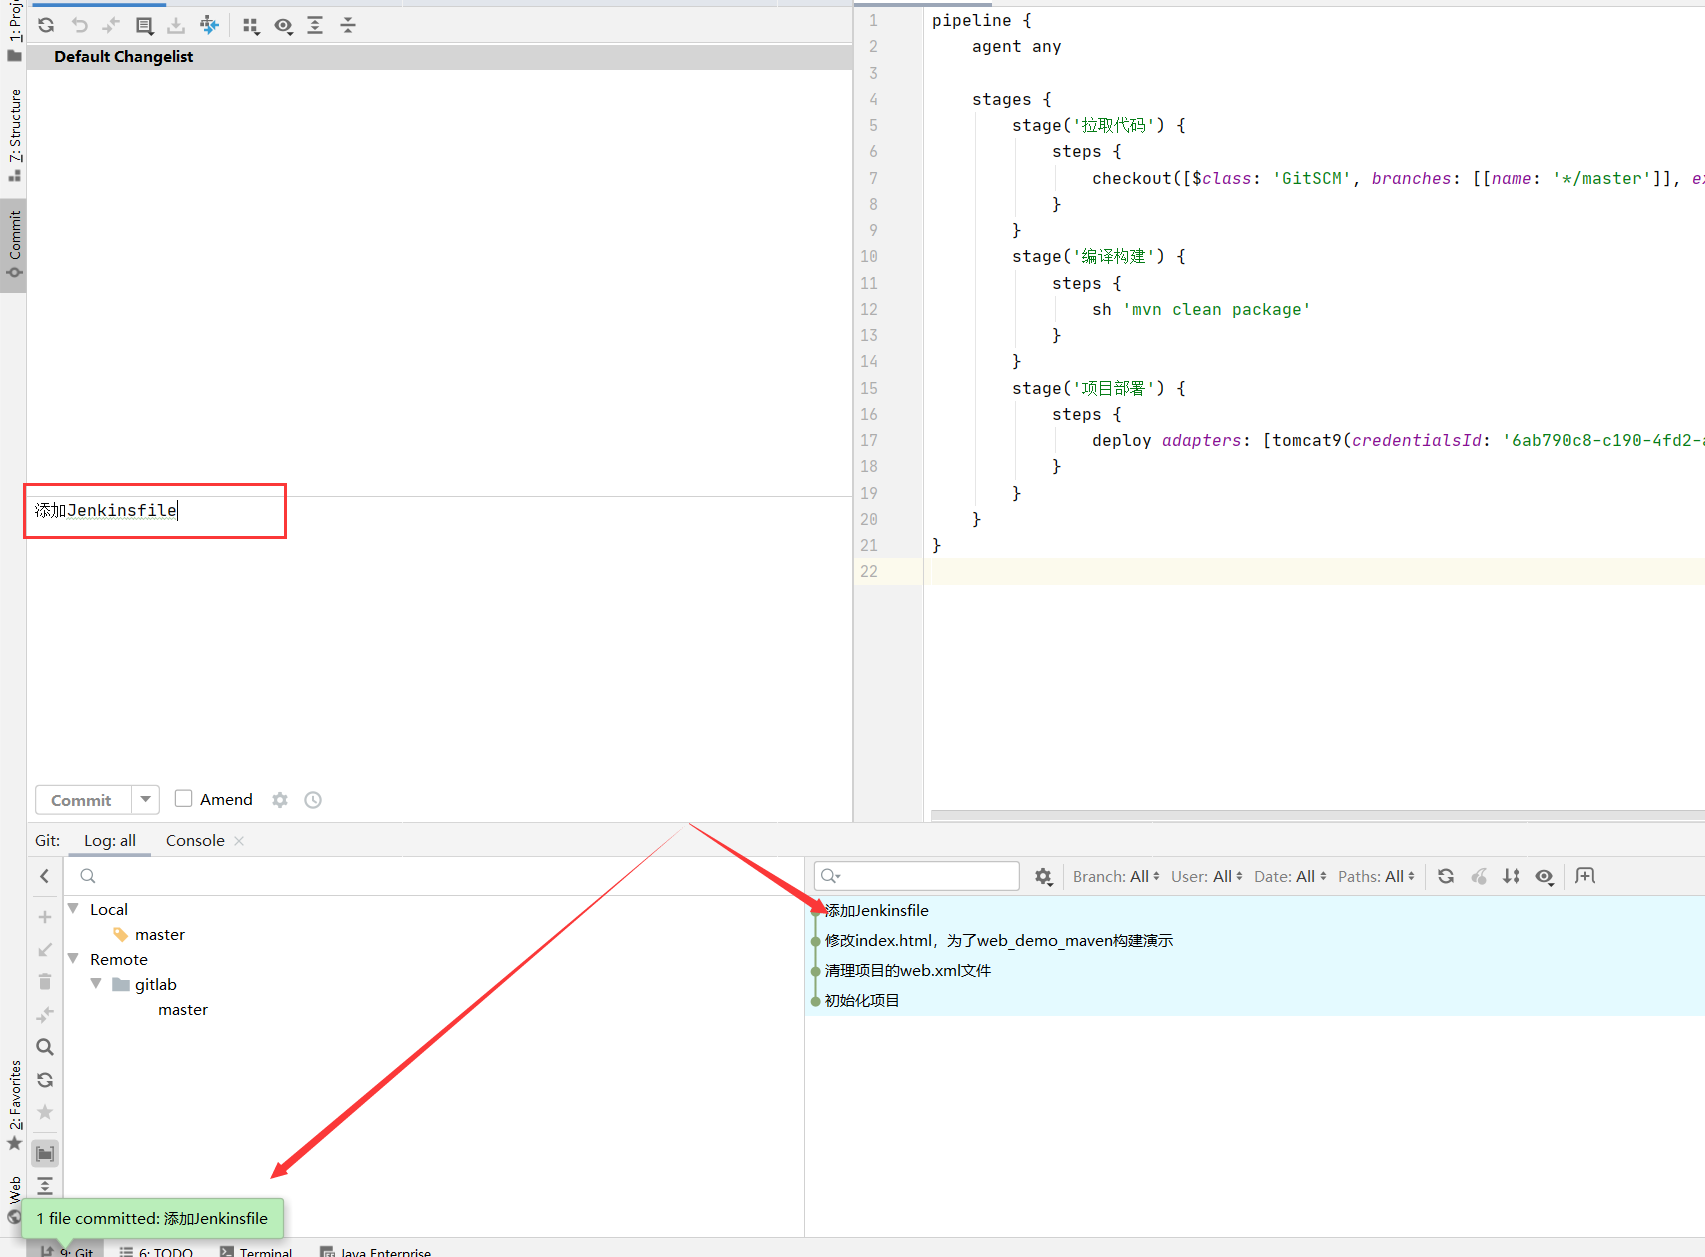 1: Proj
7: Structure
Commit
2: Favorites
Web
Default Changelist
添加Jenkinsfile
Commit
Amend
1 pipeline {
2 agent any
3
4 stages {
5 stage('拉取代码') {
6 steps {
7 checkout([$class: 'GitSCM', branches: [[name: '*/master']], ex
8 }
9 }
10 stage('编译构建') {
11 steps {
12 sh 'mvn clean package'
13 }
14 }
15 stage('项目部署') {
16 steps {
17 deploy adapters: [tomcat9(credentialsId: '6ab790c8-c190-4fd2-a
18 }
19 }
20 }
21 }
22
Git: Log: all Console
Local
master
Remote
gitlab
master
Branch: All User: All Date: All Paths: All
添加Jenkinsfile
修改index.html，为了web_demo_maven构建演示
清理项目的web.xml文件
初始化项目
1 file committed: 添加Jenkinsfile
9: Git 6: TODO Terminal Java Enterprise